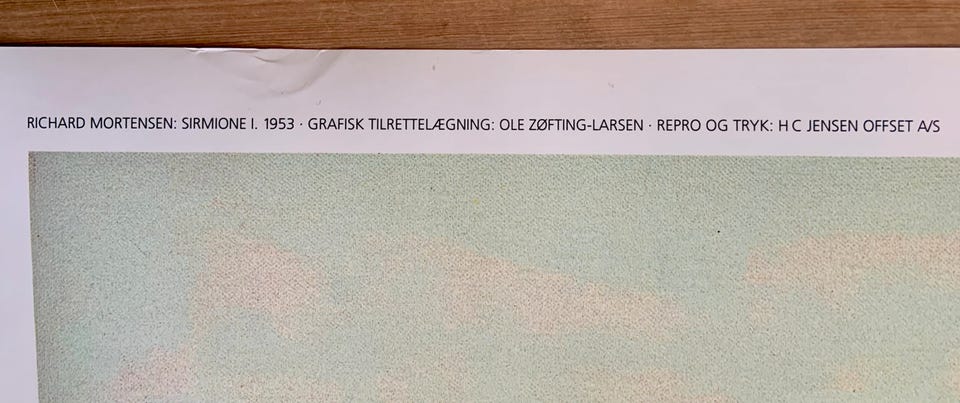 RICHARD MORTENSEN: SIRMIONE I. 1953 · GRAFISK TILRETTELÆGNING: OLE ZØFTING-LARSEN · REPRO OG TRYK: H C JENSEN OFFSET A/S